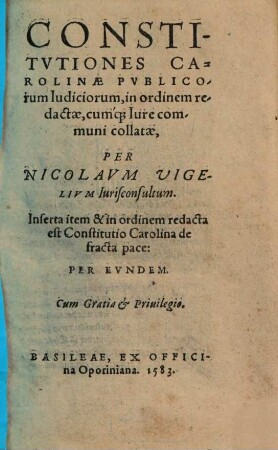 CONSTI-
TVTIONES CA-
ROLINÆ PVBLICO-
rum Iudiciorum, in ordinem re-
dactæ, cumq́; Iure com-
muni collatæ,
PER
NICOLAVM VIGE-
LIVM Iurisconsultum.
Inserta item & in ordinem redacta
est Constitutio Carolina de
fracta pace:
PER EVNDEM.
Cum Gratia & Priuilegio.
BASILEAE, EX OFFICI-
na Oporiniana. 1583.